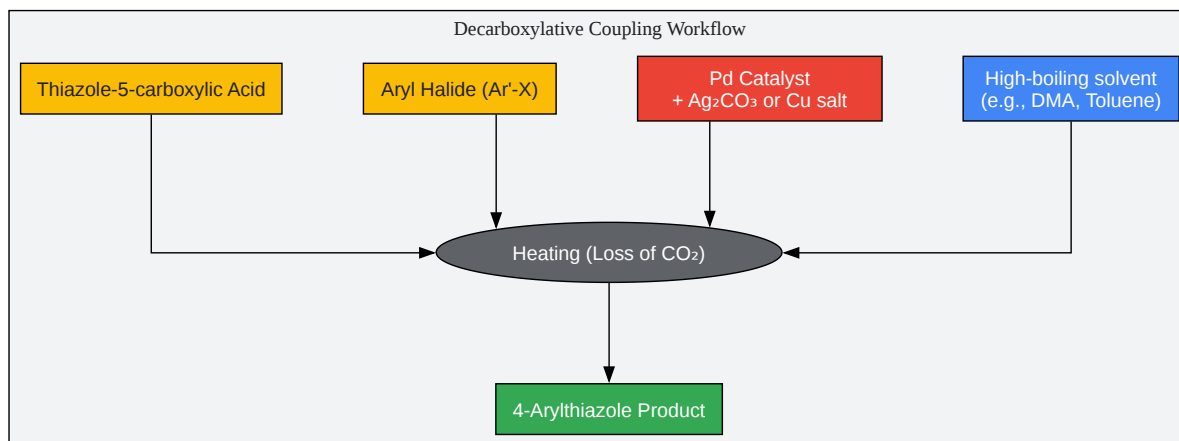 Decarboxylative Coupling Workflow
Thiazole-5-carboxylic Acid
Aryl Halide (Ar'-X)
Pd Catalyst
+ Ag₂CO₃ or Cu salt
High-boiling solvent
(e.g., DMA, Toluene)
Heating (Loss of CO₂)
4-Arylthiazole Product